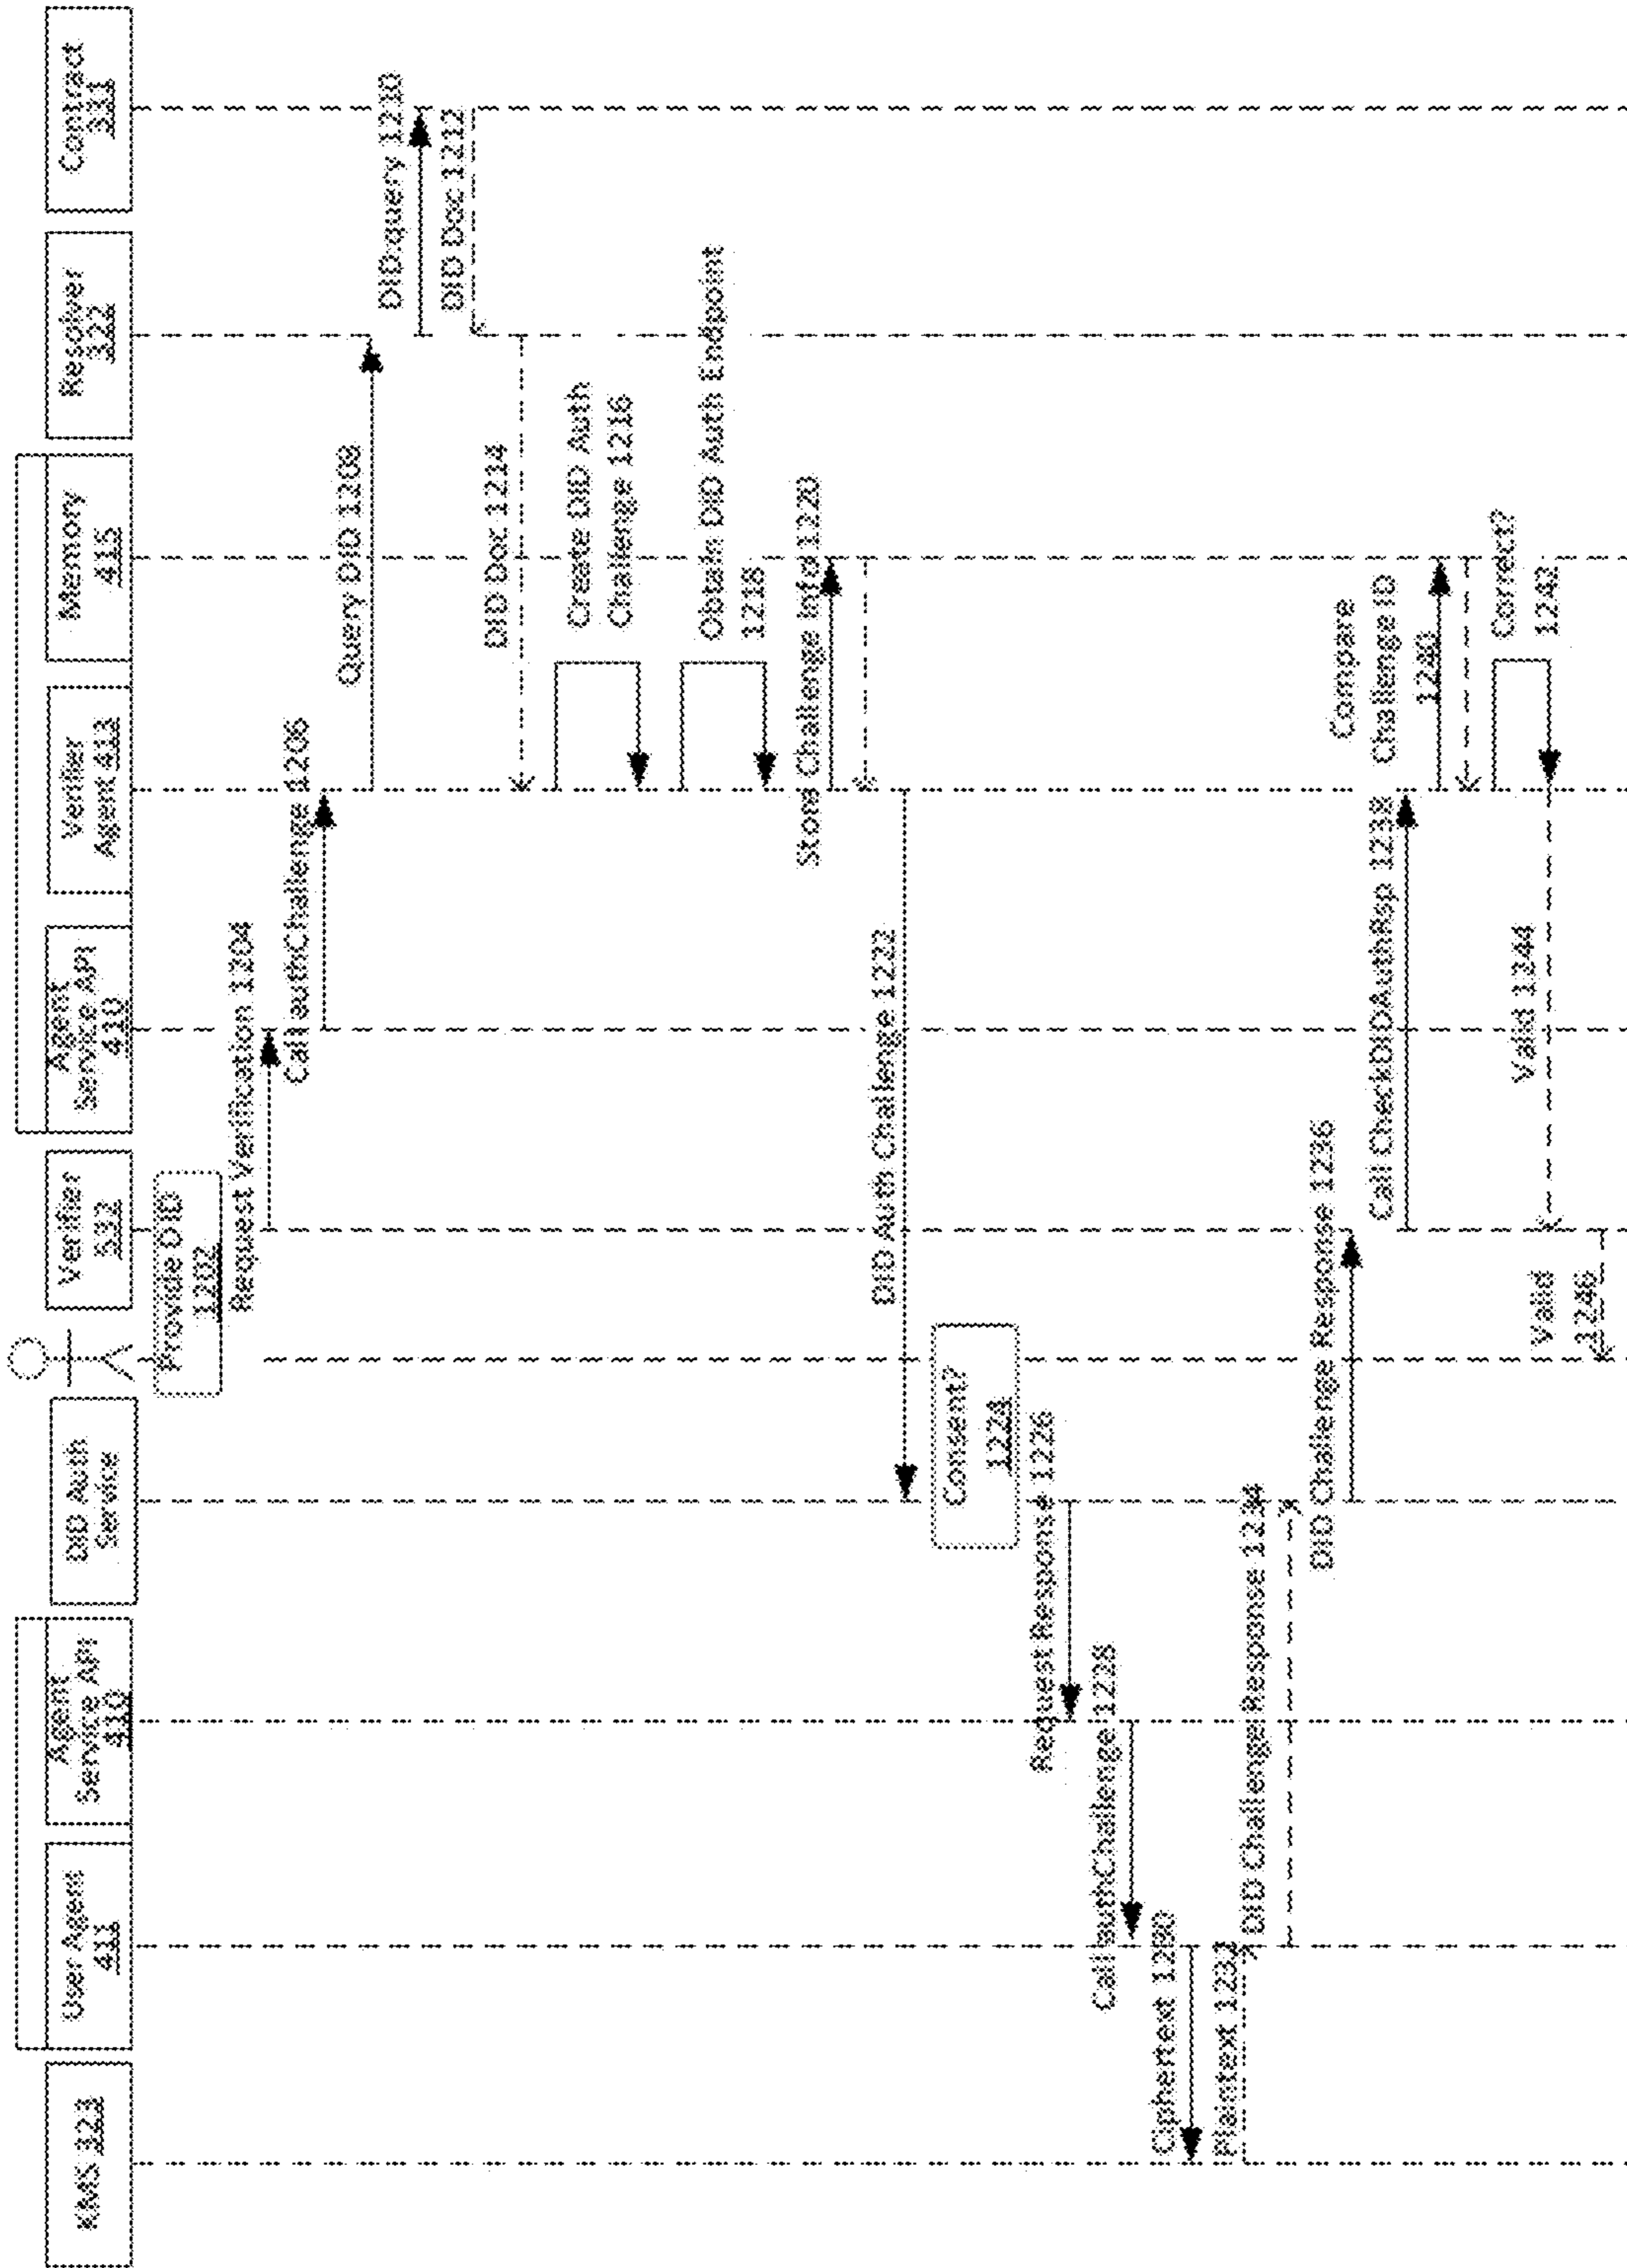 KMS 323
User Agent
411
Agent
Service API
410
DID Auth
Service
Verifier
532
Agent
Service API
410
Verifier
Agent 413
Memory
415
Resolver
322
Contract
331
Provide DID
1202
Request Verification 1204
Call authChallenge 1206
Query DID 1208
DID query 1210
DID Doc 1212
DID Doc 1214
Create DID Auth
Challenge 1216
Obtain DID Auth Endpoint
1218
Store Challenge Info 1220
DID Auth Challenge 1222
Consent?
1224
Request Response 1226
Call authChallenge 1228
Ciphertext 1230
Plaintext 1232
DID Challenge Response 1234
DID Challenge Response 1236
Call CheckDIDAuthRsp 1238
Compare
Challenge ID
1240
Correct?
1242
Valid 1244
Valid
1246